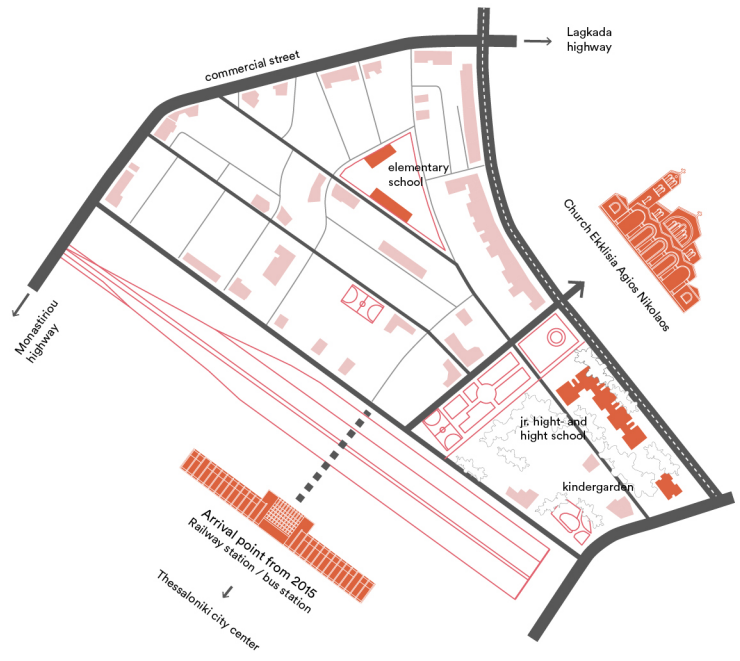 Lagkada
highway
commercial street
elementary
school
Church Ekklisia Agios Nikolaos
Monastiriou
highway
jr. hight- and
hight school
kindergarden
Arrival point from 2015
Railway station / bus station
Thessaloniki city center